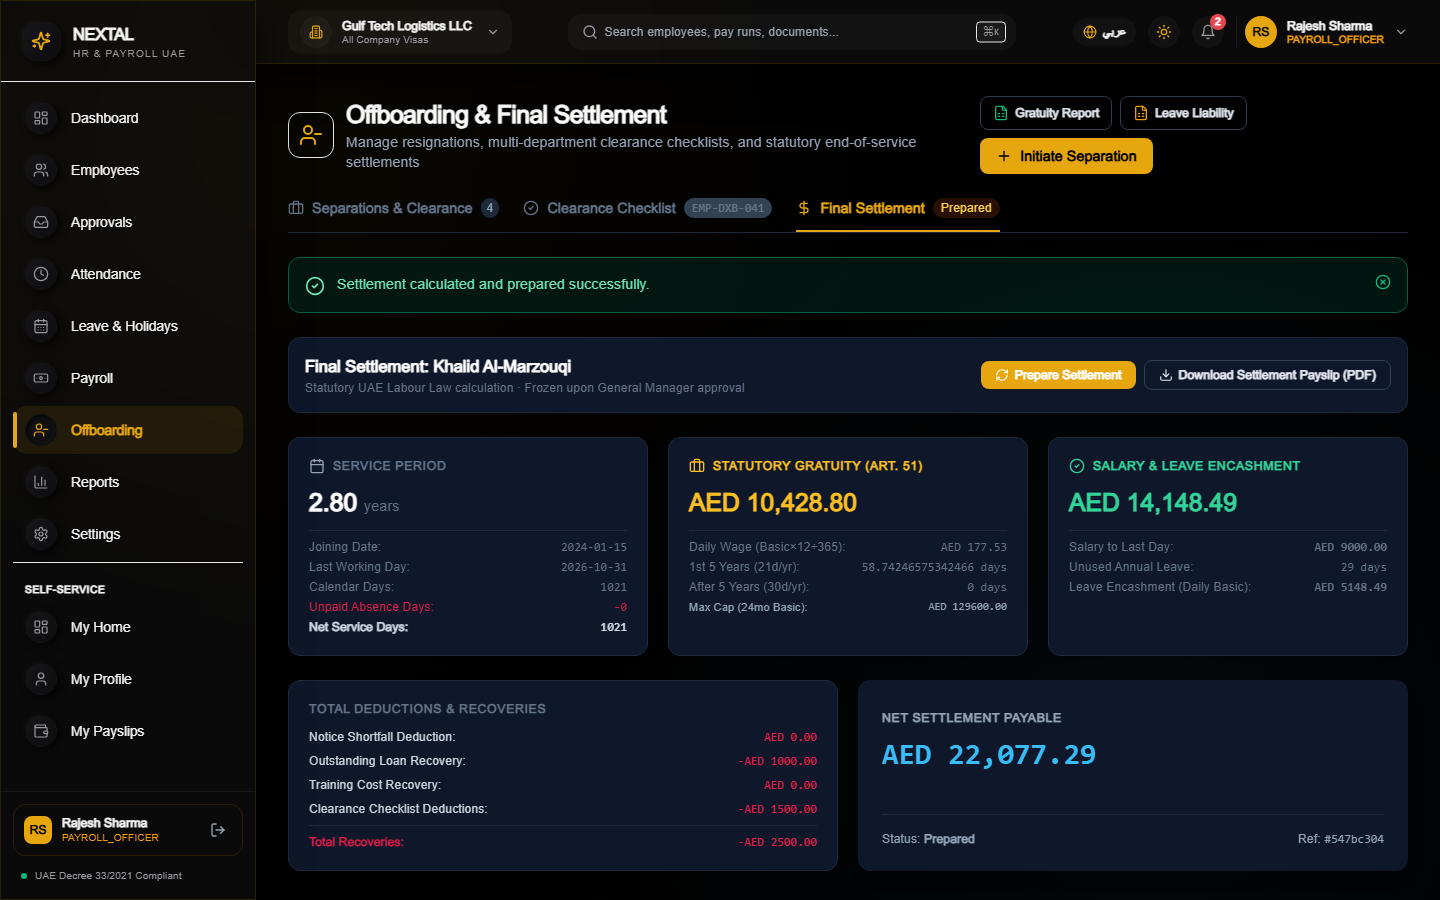 NEXTAL
HR & PAYROLL UAE
Dashboard
Employees
Approvals
Attendance
Leave & Holidays
Payroll
Offboarding
Reports
Settings
SELF-SERVICE
My Home
My Profile
My Payslips
RS
Rajesh Sharma
PAYROLL_OFFICER
UAE Decree 33/2021 Compliant
Gulf Tech Logistics LLC
All Company Visas
Search employees, pay runs, documents...
⌘K
عربي
2
RS
Rajesh Sharma
PAYROLL_OFFICER
Offboarding & Final Settlement
Manage resignations, multi-department clearance checklists, and statutory end-of-service
settlements
Gratuity Report
Leave Liability
Initiate Separation
Separations & Clearance 4
Clearance Checklist EMP-DXB-041
Final Settlement Prepared
Settlement calculated and prepared successfully.
Final Settlement: Khalid Al-Marzouqi
Statutory UAE Labour Law calculation · Frozen upon General Manager approval
Prepare Settlement
Download Settlement Payslip (PDF)
SERVICE PERIOD
2.80 years
Joining Date: 2024-01-15
Last Working Day: 2026-10-31
Calendar Days: 1021
Unpaid Absence Days: -0
Net Service Days: 1021
STATUTORY GRATUITY (ART. 51)
AED 10,428.80
Daily Wage (Basic×12÷365): AED 177.53
1st 5 Years (21d/yr): 58.74246575342466 days
After 5 Years (30d/yr): 0 days
Max Cap (24mo Basic): AED 129600.00
SALARY & LEAVE ENCASHMENT
AED 14,148.49
Salary to Last Day: AED 9000.00
Unused Annual Leave: 29 days
Leave Encashment (Daily Basic): AED 5148.49
TOTAL DEDUCTIONS & RECOVERIES
Notice Shortfall Deduction: AED 0.00
Outstanding Loan Recovery: -AED 1000.00
Training Cost Recovery: AED 0.00
Clearance Checklist Deductions: -AED 1500.00
Total Recoveries: -AED 2500.00
NET SETTLEMENT PAYABLE
AED 22,077.29
Status: Prepared
Ref: #547bc304